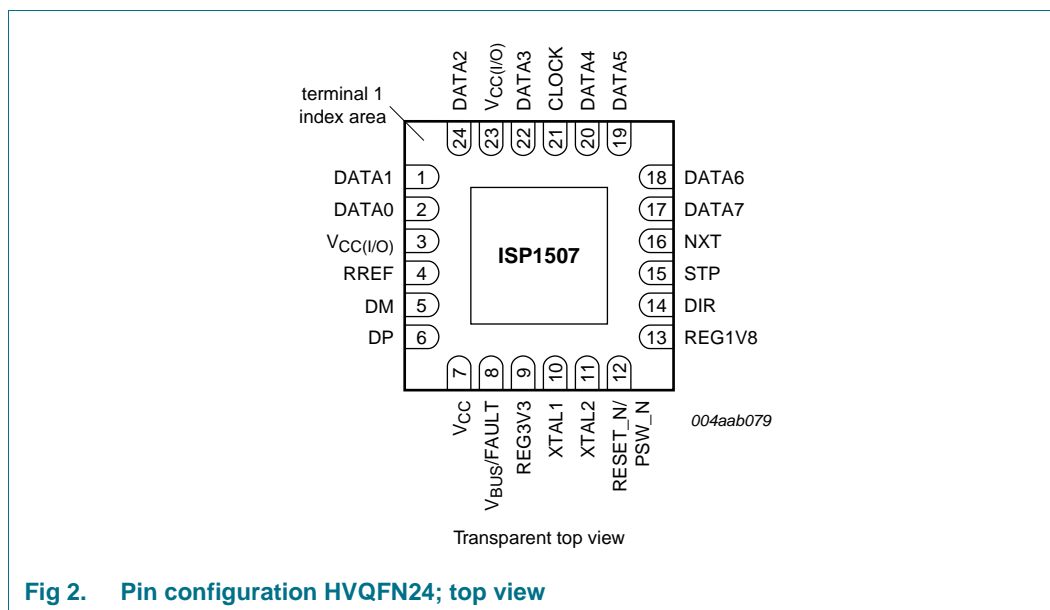 DATA2
VCC(I/O)
DATA3
CLOCK
DATA4
DATA5
terminal 1
index area
24
23
22
21
20
19
DATA1 1
18 DATA6
DATA0 2
17 DATA7
VCC(I/O) 3
16 NXT
ISP1507
RREF 4
15 STP
DM 5
14 DIR
DP 6
13 REG1V8
7
8
9
10
11
12
VCC
VBUS/FAULT
REG3V3
XTAL1
XTAL2
RESET_N/
PSW_N
004aab079
Transparent top view
Fig 2. Pin configuration HVQFN24; top view